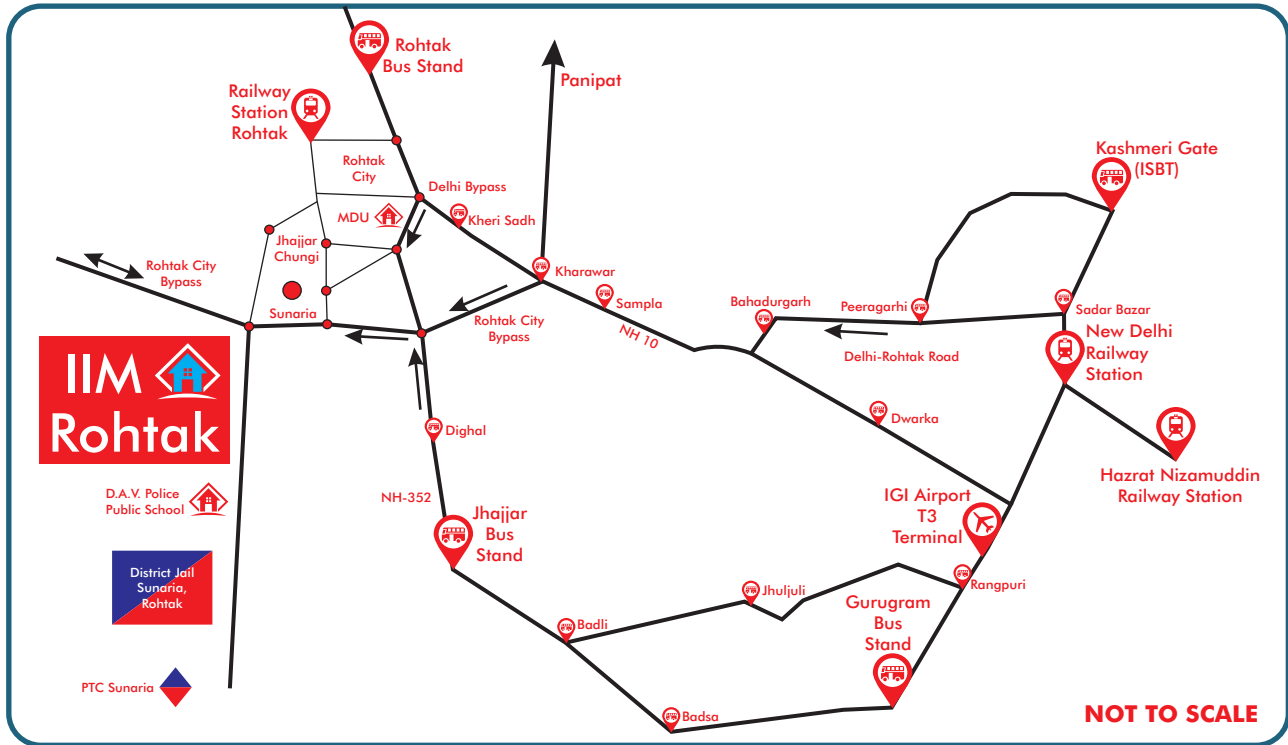 Rohtak
Bus Stand
Panipat
Railway
Station
Rohtak
Kashmeri Gate
(ISBT)
Rohtak
City
Delhi Bypass
MDU
Kheri Sadh
Jhajjar
Chungi
Rohtak City
Bypass
Kharawar
Sampla
Bahadurgarh
Peeragarhi
Sadar Bazar
Sunaria
Rohtak City
Bypass
NH 10
Delhi-Rohtak Road
New Delhi
Railway
Station
IIM
Rohtak
Dighal
Dwarka
Hazrat Nizamuddin
Railway Station
D.A.V. Police
Public School
NH-352
Jhajjar
Bus
Stand
IGI Airport
T3
Terminal
District Jail
Sunaria,
Rohtak
Jhuljuli
Rangpuri
Gurugram
Bus
Stand
Badli
PTC Sunaria
Badsa
NOT TO SCALE